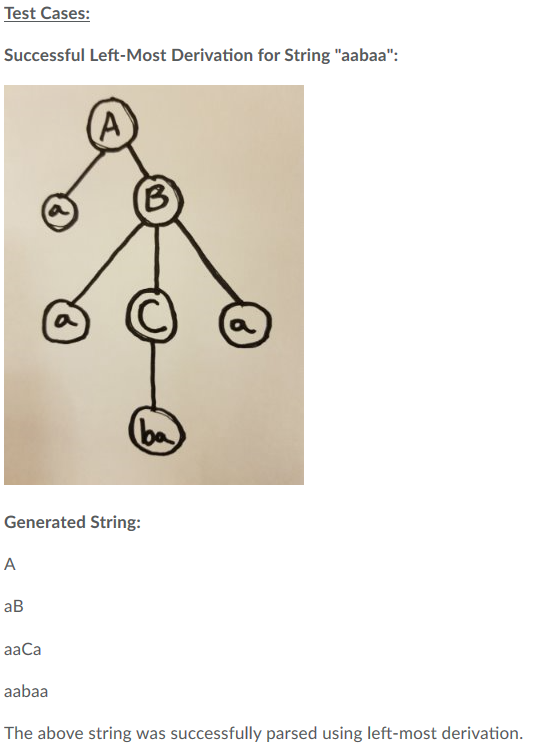 Test Cases:
Successful Left-Most Derivation for String "aabaa":
A
B
a
a
C
a
ba
Generated String:
A
aB
aaCa
aabaa
The above string was successfully parsed using left-most derivation.